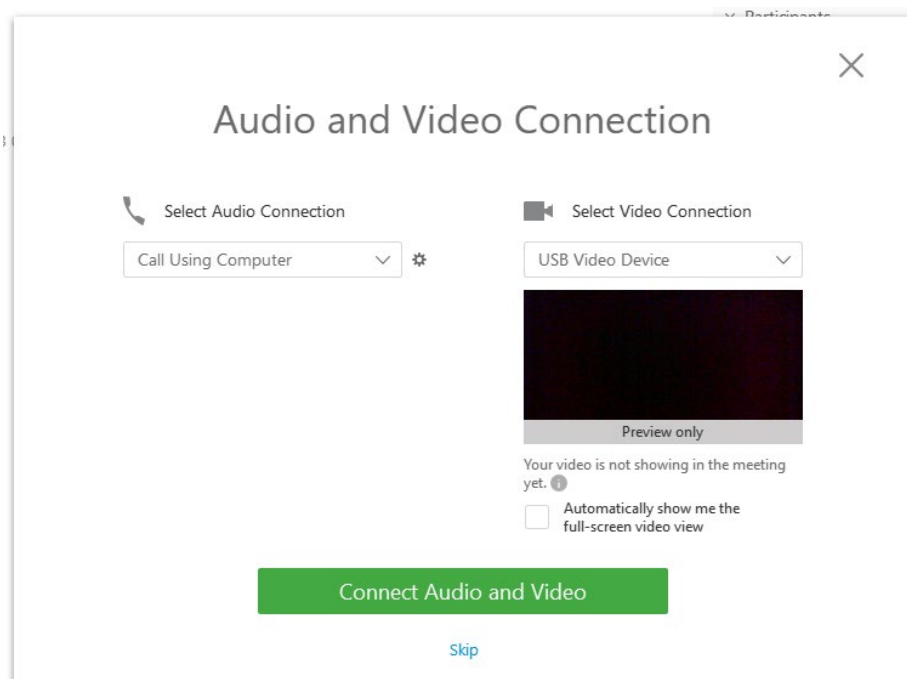 Participants
Audio and Video Connection
Select Audio Connection
Select Video Connection
Call Using Computer
USB Video Device
Preview only
Your video is not showing in the meeting
yet.
Automatically show me the
full-screen video view
Connect Audio and Video
Skip